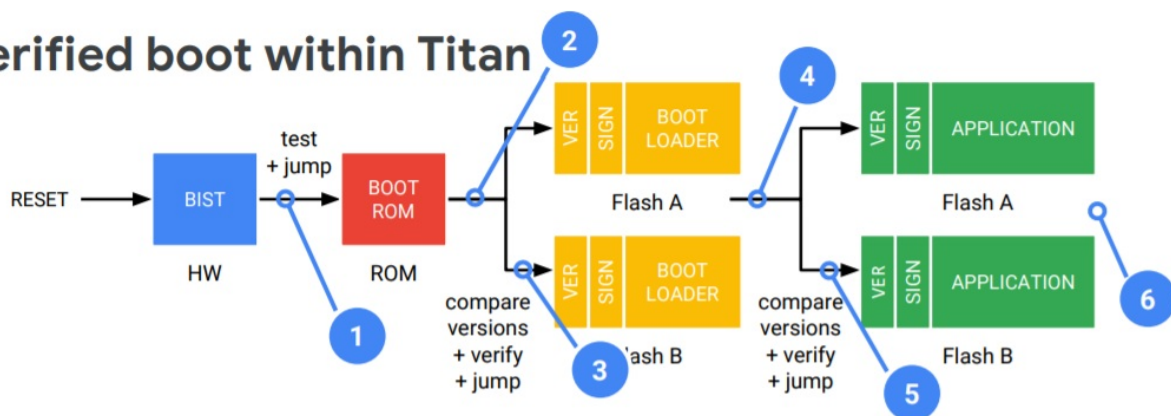 erified boot within Titan
2
4
VER
SIGN
BOOT
LOADER
VER
SIGN
APPLICATION
test
+ jump
RESET
BIST
BOOT
ROM
Flash A
Flash A
HW
ROM
VER
SIGN
BOOT
LOADER
VER
SIGN
APPLICATION
1
compare
versions
+ verify
+ jump
3
lash B
compare
versions
+ verify
+ jump
5
Flash B
6